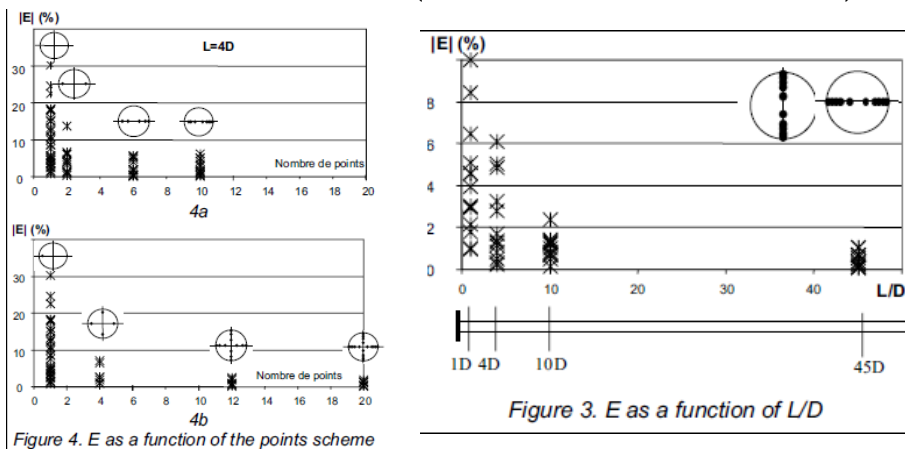 |E| (%)
L=4D
30
20
10
0
Nombre de points
0 2 4 6 8 10 12 14 16 18 20
4a
|E| (%)
30
20
10
0
Nombre de points
0 2 4 6 8 10 12 14 16 18 20
4b
Figure 4. E as a function of the points scheme
|E| (%)
8
6
4
2
0
0 10 20 30 40 L/D
1D 4D 10D 45D
Figure 3. E as a function of L/D